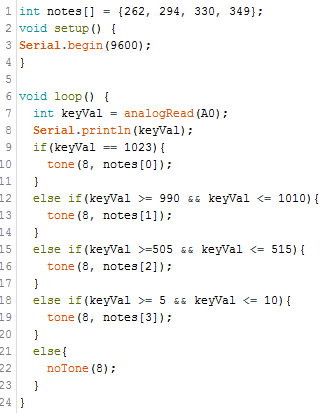 1 int notes[] = {262, 294, 330, 349};
2 void setup() {
3 Serial.begin(9600);
4 }
5
6 void loop() {
7   int keyVal = analogRead(A0);
8   Serial.println(keyVal);
9   if(keyVal == 1023){
10     tone(8, notes[0]);
11   }
12   else if(keyVal >= 990 && keyVal <= 1010){
13     tone(8, notes[1]);
14   }
15   else if(keyVal >=505 && keyVal <= 515){
16     tone(8, notes[2]);
17   }
18   else if(keyVal >= 5 && keyVal <= 10){
19     tone(8, notes[3]);
20   }
21   else{
22     noTone(8);
23   }
24 }